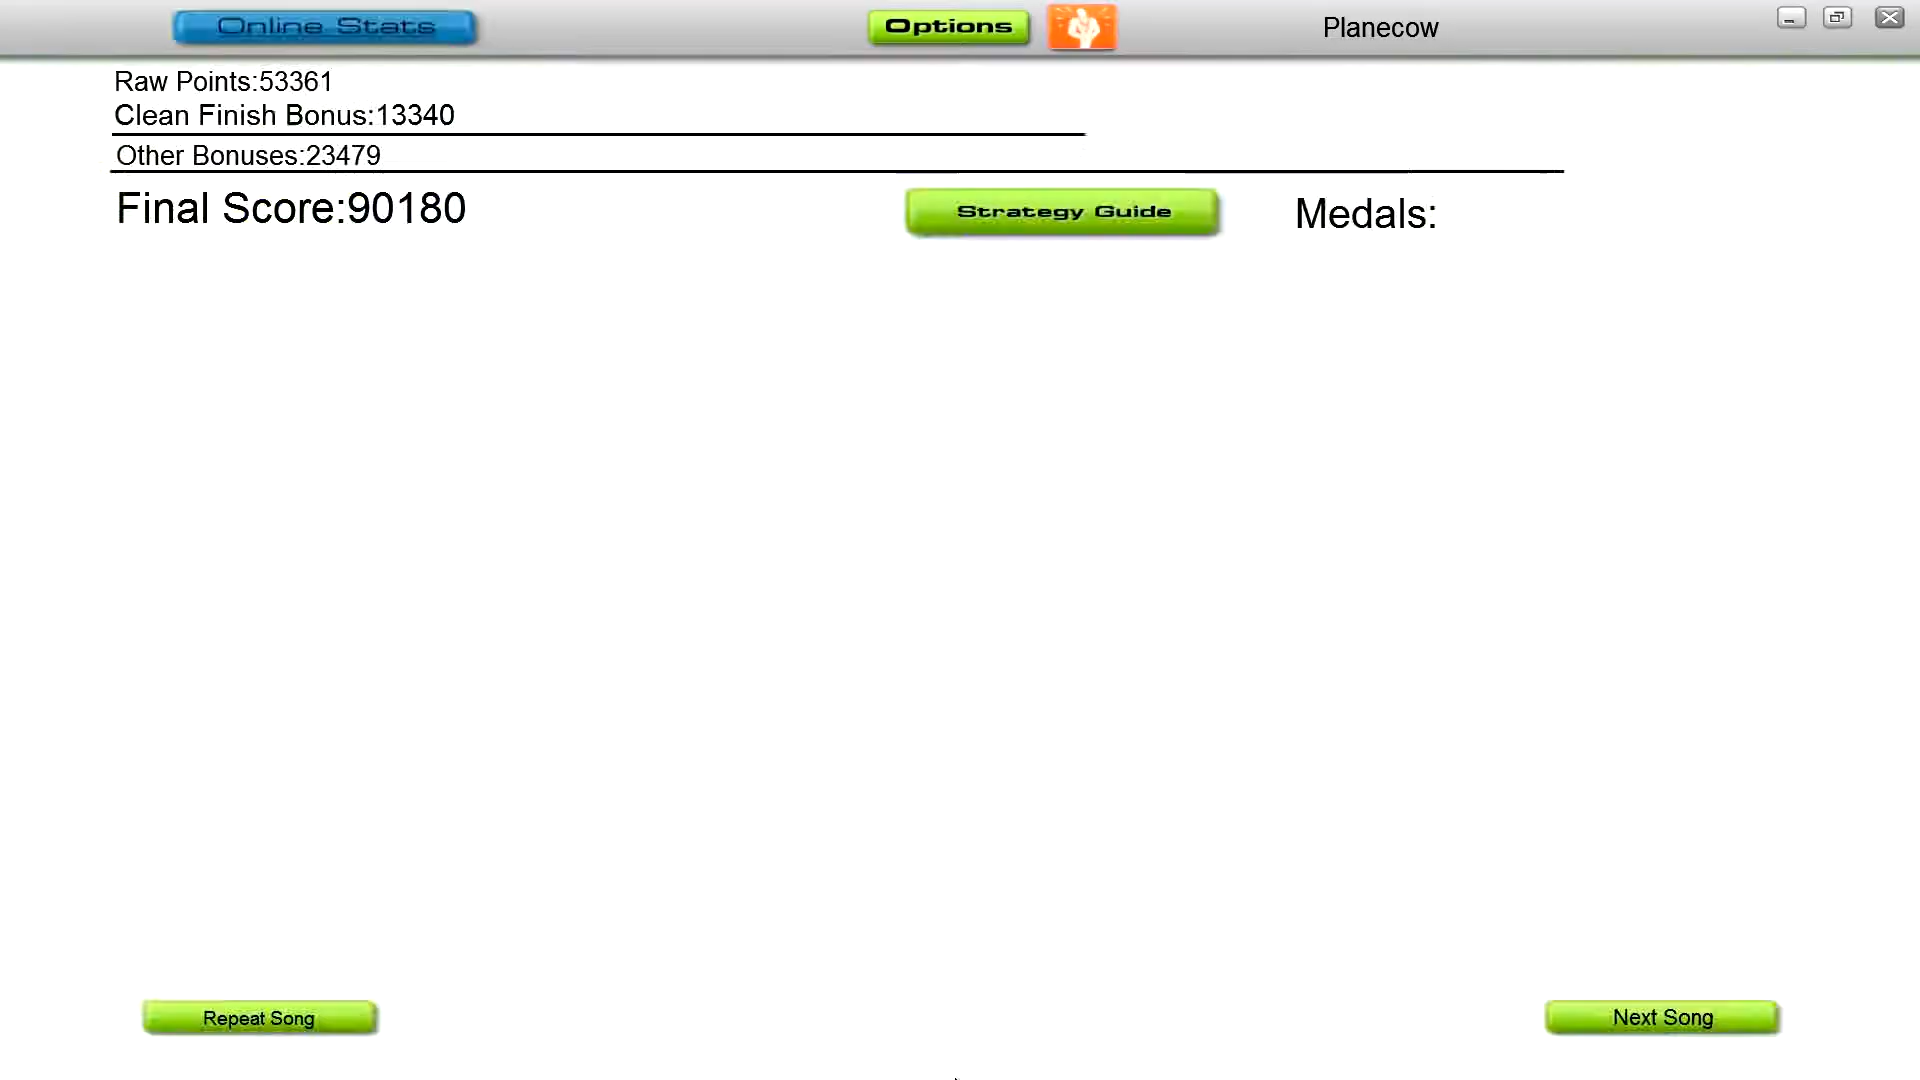 Online Stats
Options
Planecow
Raw Points:53361
Clean Finish Bonus:13340
Other Bonuses:23479
Final Score:90180
Strategy Guide
Medals:
Repeat Song
Next Song